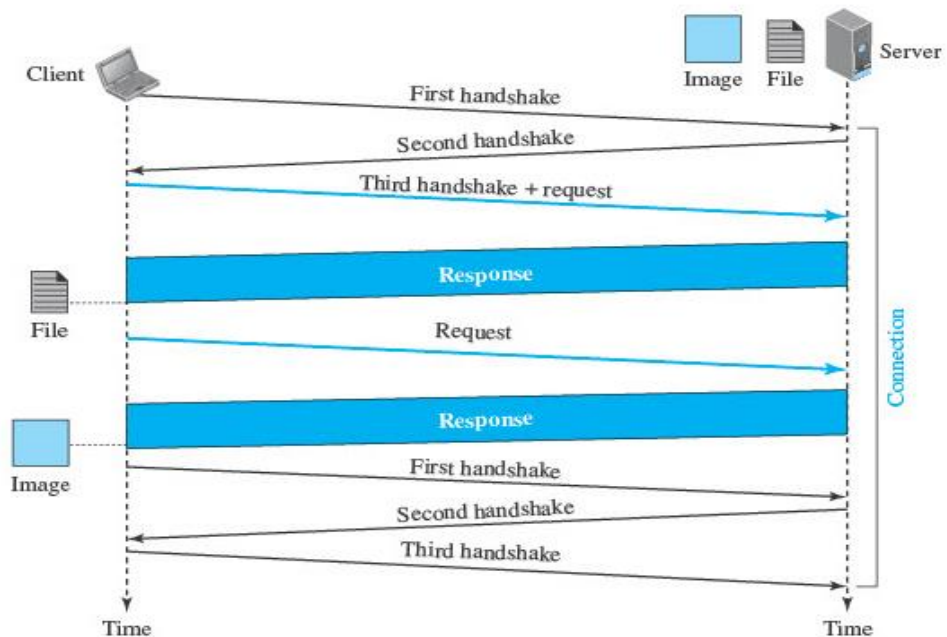 Client
Image
File
Server
First handshake
Second handshake
Third handshake + request
Response
File
Request
Connection
Response
Image
First handshake
Second handshake
Third handshake
Time
Time